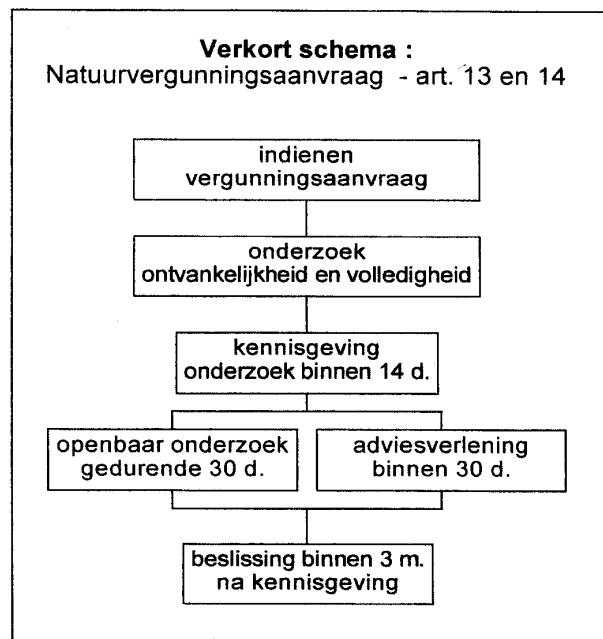 Verkort schema :
Natuurvergunningsaanvraag - art. 13 en 14
indienen
vergunningsaanvraag
onderzoek
ontvankelijkheid en volledigheid
kennisgeving
onderzoek binnen 14 d.
openbaar onderzoek
gedurende 30 d.
adviesverlening
binnen 30 d.
beslissing binnen 3 m.
na kennisgeving